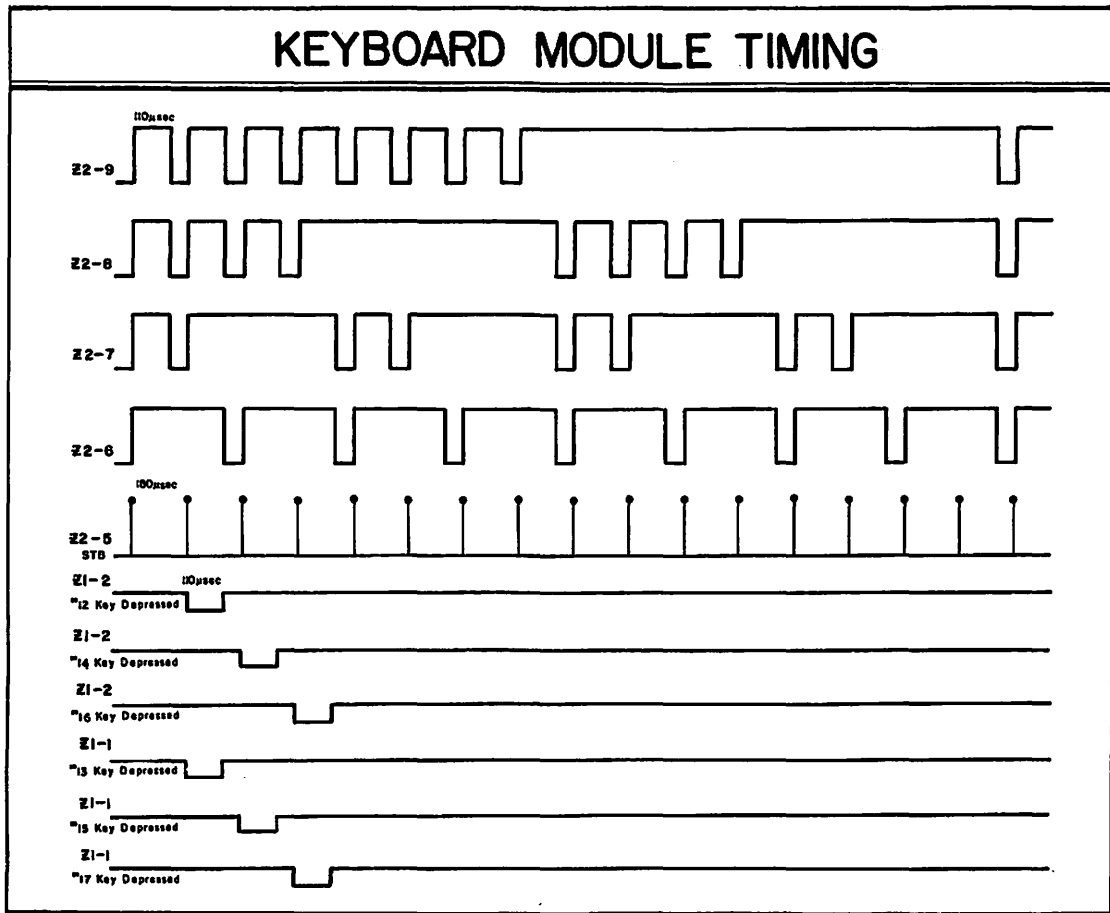 KEYBOARD MODULE TIMING
110µsec
Z2-9
Z2-8
Z2-7
Z2-6
180µsec
Z2-5
STB
Z1-2
110µsec
"12 Key Depressed
Z1-2
"14 Key Depressed
Z1-2
"16 Key Depressed
Z1-1
"13 Key Depressed
Z1-1
"15 Key Depressed
Z1-1
"17 Key Depressed